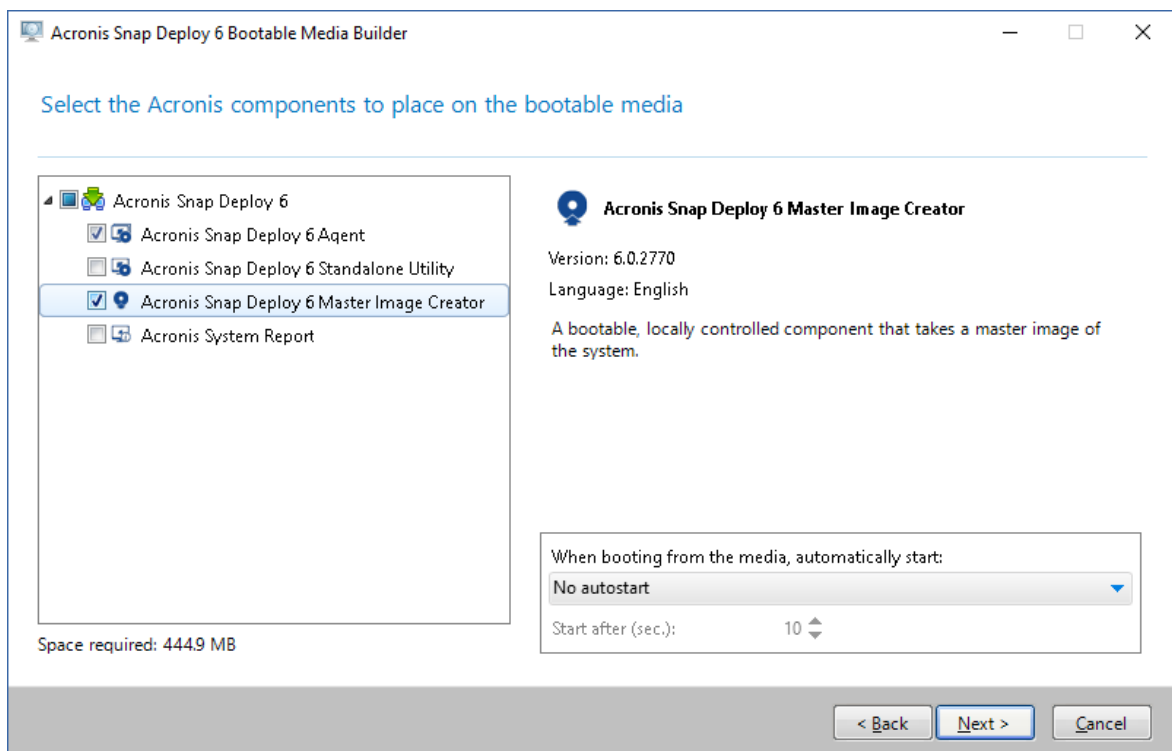 Acronis Snap Deploy 6 Bootable Media Builder
Select the Acronis components to place on the bootable media
Acronis Snap Deploy 6
Acronis Snap Deploy 6 Agent
Acronis Snap Deploy 6 Standalone Utility
Acronis Snap Deploy 6 Master Image Creator
Acronis System Report
Space required: 444.9 MB
Acronis Snap Deploy 6 Master Image Creator
Version: 6.0.2770
Language: English
A bootable, locally controlled component that takes a master image of
the system.
When booting from the media, automatically start:
No autostart
Start after (sec.): 10
< Back Next > Cancel